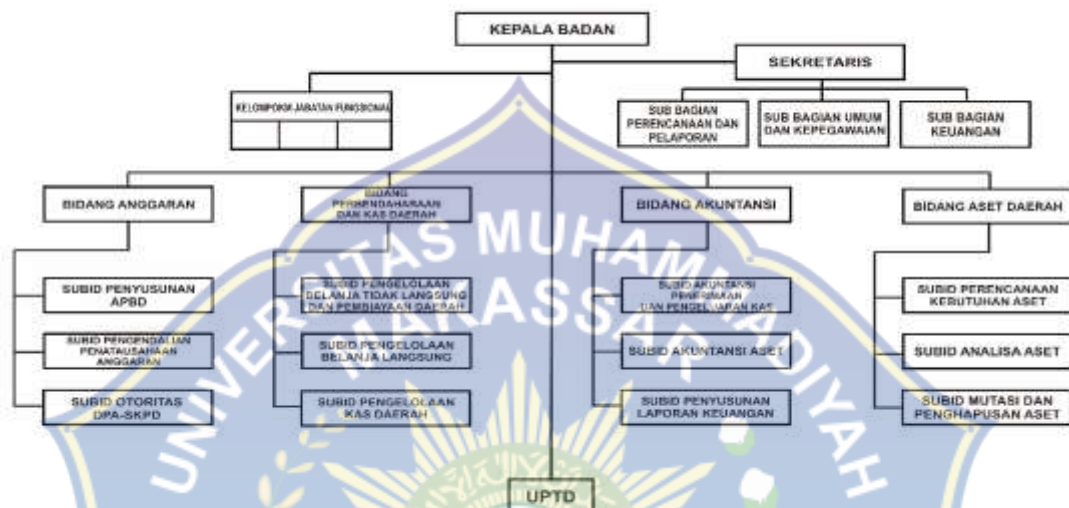 KEPALA BADAN
SEKRETARIS
KELOMPOKM JABATAN FUNGSIONAL
SUB BAGIAN
PERENCANAAN DAN
PELAPORAN
SUB BAGIAN UMUM
DAN KEPEGAWAIAN
SUB BAGIAN
KEUANGAN
BIDANG ANGGARAN
BIDANG
PERBENDAHARAAN
DAN KAS DAERAH
BIDANG AKUNTANSI
BIDANG ASET DAERAH
SUBID PENYUSUNAN
APBD
SUBID PENGELOLAAN
BELANJA TIDAK LANGSUNG
DAN PEMBIAYAAN DAERAH
SUBID AKUNTANSI
PENERIMAAN
DAN PENGELUARAN KAS
SUBID PERENCANAAN
KEBUTUHAN ASET
SUBID PENGENDALIAN
PENATAUSAHAAN
ANGGARAN
SUBID PENGELOLAAN
BELANJA LANGSUNG
SUBID AKUNTANSI ASET
SUBID ANALISA ASET
SUBID OTORITAS
DPA-SKPD
SUBID PENGELOLAAN
KAS DAERAH
SUBID PENYUSUNAN
LAPORAN KEUANGAN
SUBID MUTASI DAN
PENGHAPUSAN ASET
UPTD
UNIVERSITAS MUHAMMADIYAH
MAKASSAR